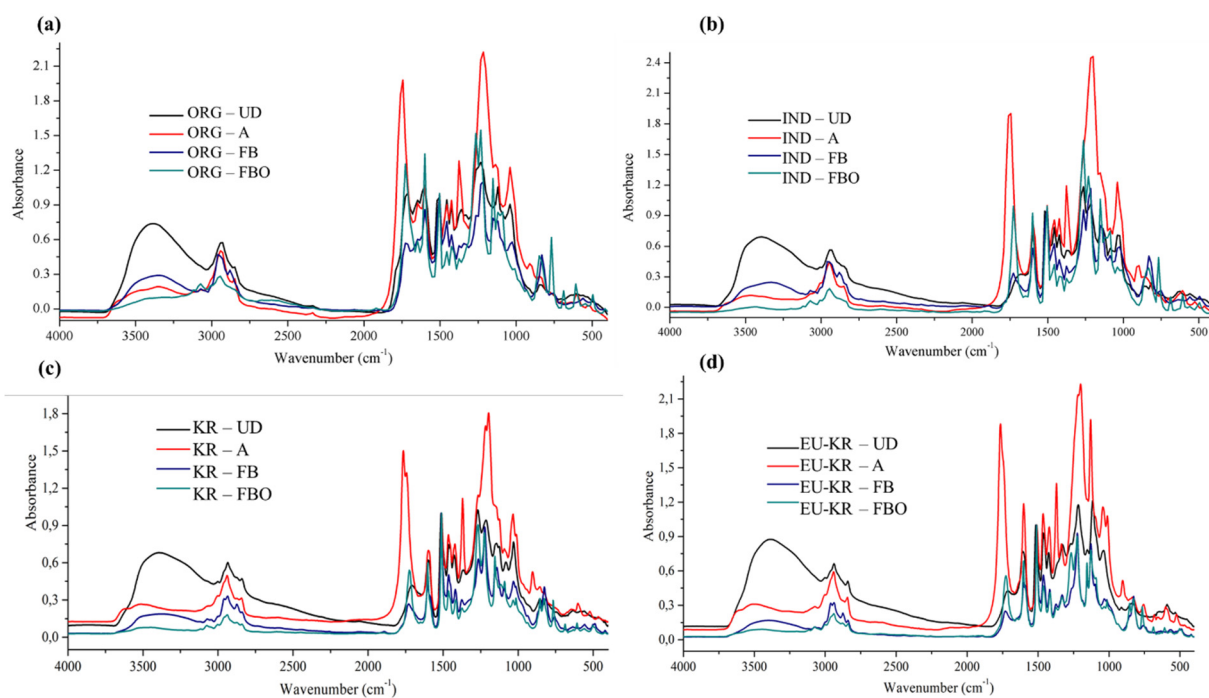 (a)
Absorbance
2.1
1.8
1.5
1.2
0.9
0.6
0.3
0.0
ORG – UD
ORG – A
ORG – FB
ORG – FBO
4000 3500 3000 2500 2000 1500 1000 500
Wavenumber (cm-1)
(b)
Absorbance
2.4
2.1
1.8
1.5
1.2
0.9
0.6
0.3
0.0
IND – UD
IND – A
IND – FB
IND – FBO
4000 3500 3000 2500 2000 1500 1000 500
Wavenumber (cm-1)
(c)
Absorbance
1,8
1,5
1,2
0,9
0,6
0,3
0,0
KR – UD
KR – A
KR – FB
KR – FBO
4000 3500 3000 2500 2000 1500 1000 500
Wavenumber (cm-1)
(d)
Absorbance
2,1
1,8
1,5
1,2
0,9
0,6
0,3
0,0
EU-KR – UD
EU-KR – A
EU-KR – FB
EU-KR – FBO
4000 3500 3000 2500 2000 1500 1000 500
Wavenumber (cm-1)